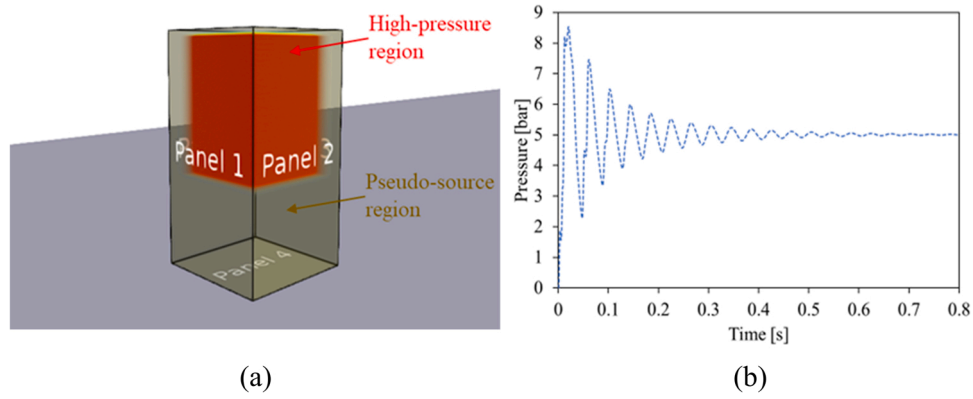 High-pressure
region
Panel 1
Panel 2
Pseudo-source
region
Panel 4
(a)
Pressure [bar]
9
8
7
6
5
4
3
2
1
0
0 0.1 0.2 0.3 0.4 0.5 0.6 0.7 0.8
Time [s]
(b)